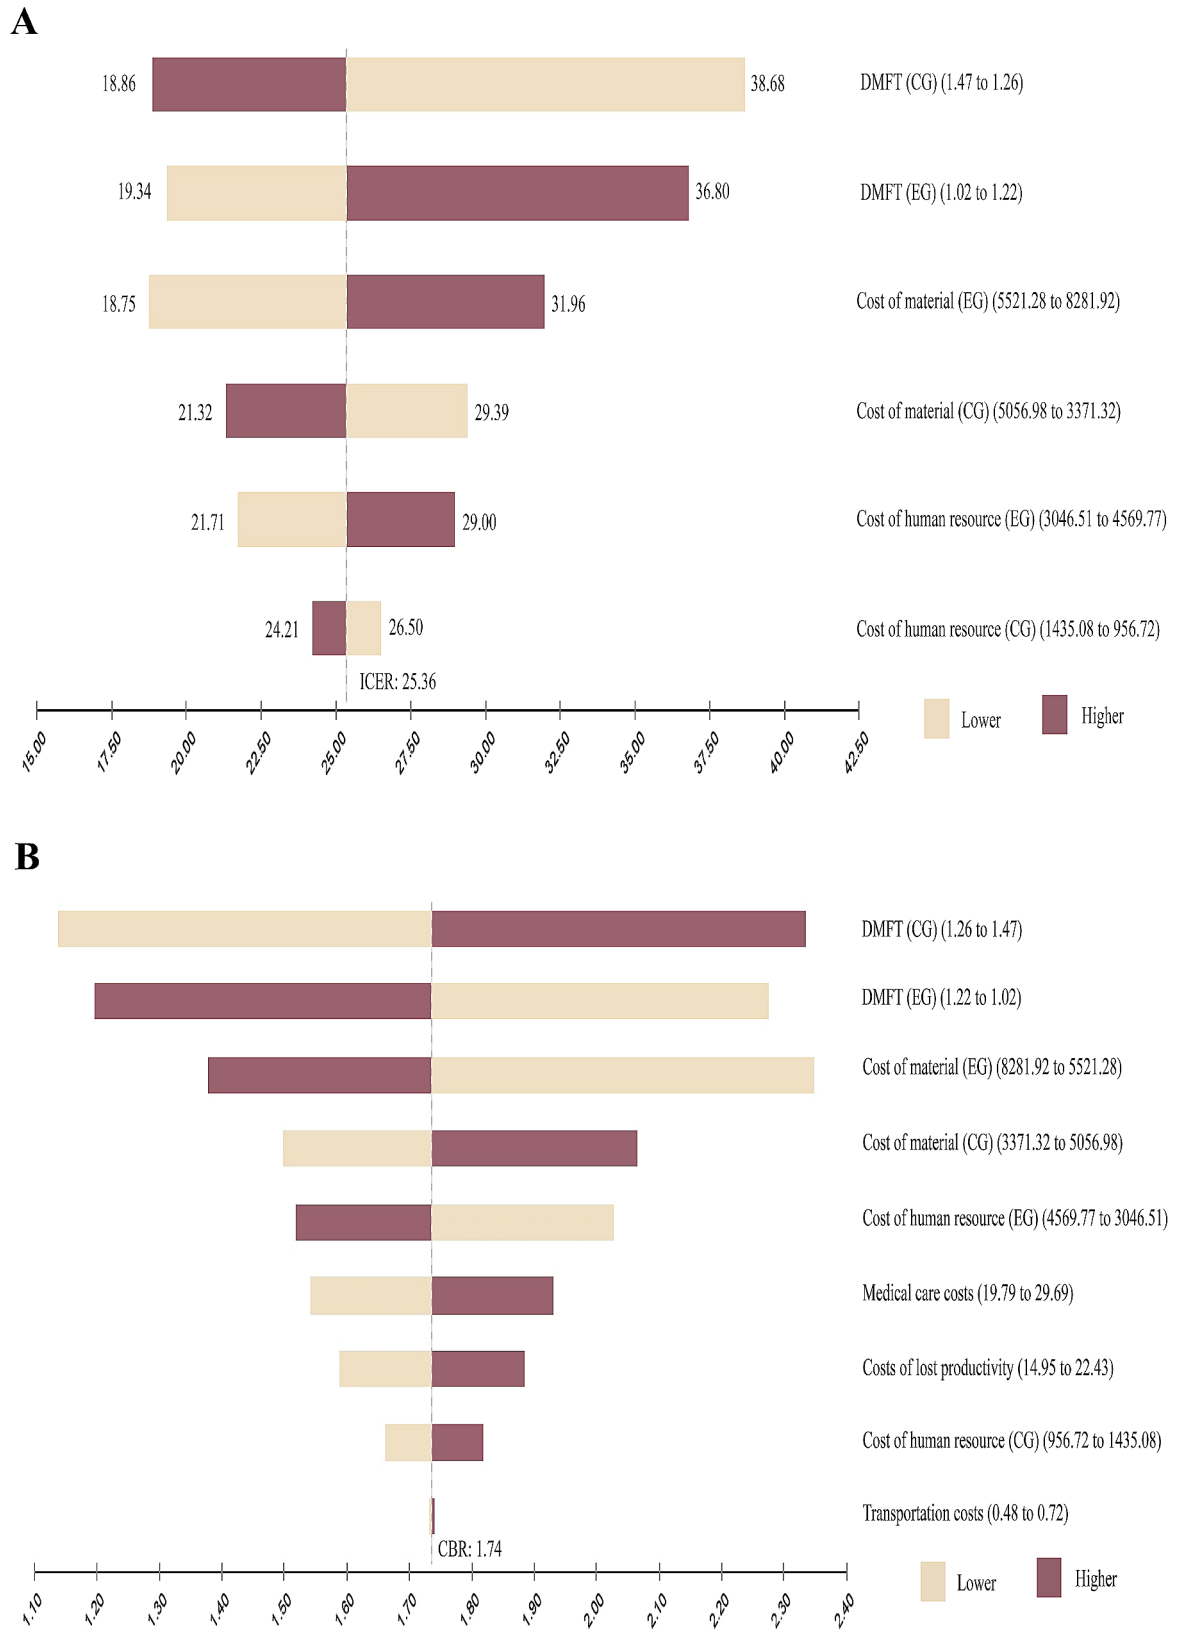 A
18.86 38.68 DMFT (CG) (1.47 to 1.26)
19.34 36.80 DMFT (EG) (1.02 to 1.22)
18.75 31.96 Cost of material (EG) (5521.28 to 8281.92)
21.32 29.39 Cost of material (CG) (5056.98 to 3371.32)
21.71 29.00 Cost of human resource (EG) (3046.51 to 4569.77)
24.21 26.50 Cost of human resource (CG) (1435.08 to 956.72)
ICER: 25.36
Lower Higher
15.00 17.50 20.00 22.50 25.00 27.50 30.00 32.50 35.00 37.50 40.00 42.50
B
DMFT (CG) (1.26 to 1.47)
DMFT (EG) (1.22 to 1.02)
Cost of material (EG) (8281.92 to 5521.28)
Cost of material (CG) (3371.32 to 5056.98)
Cost of human resource (EG) (4569.77 to 3046.51)
Medical care costs (19.79 to 29.69)
Costs of lost productivity (14.95 to 22.43)
Cost of human resource (CG) (956.72 to 1435.08)
Transportation costs (0.48 to 0.72)
CBR: 1.74
Lower Higher
1.10 1.20 1.30 1.40 1.50 1.60 1.70 1.80 1.90 2.00 2.10 2.20 2.30 2.40